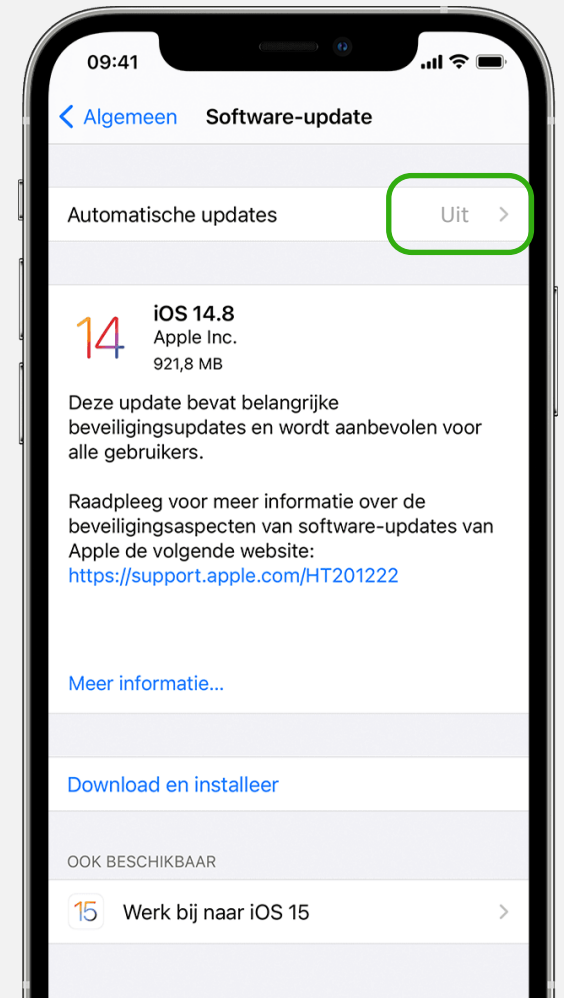 09:41
Algemeen Software-update
Automatische updates Uit
14
iOS 14.8
Apple Inc.
921,8 MB
Deze update bevat belangrijke
beveiligingsupdates en wordt aanbevolen voor
alle gebruikers.
Raadpleeg voor meer informatie over de
beveiligingsaspecten van software-updates van
Apple de volgende website:
https://support.apple.com/HT201222
Meer informatie...
Download en installeer
OOK BESCHIKBAAR
15 Werk bij naar iOS 15